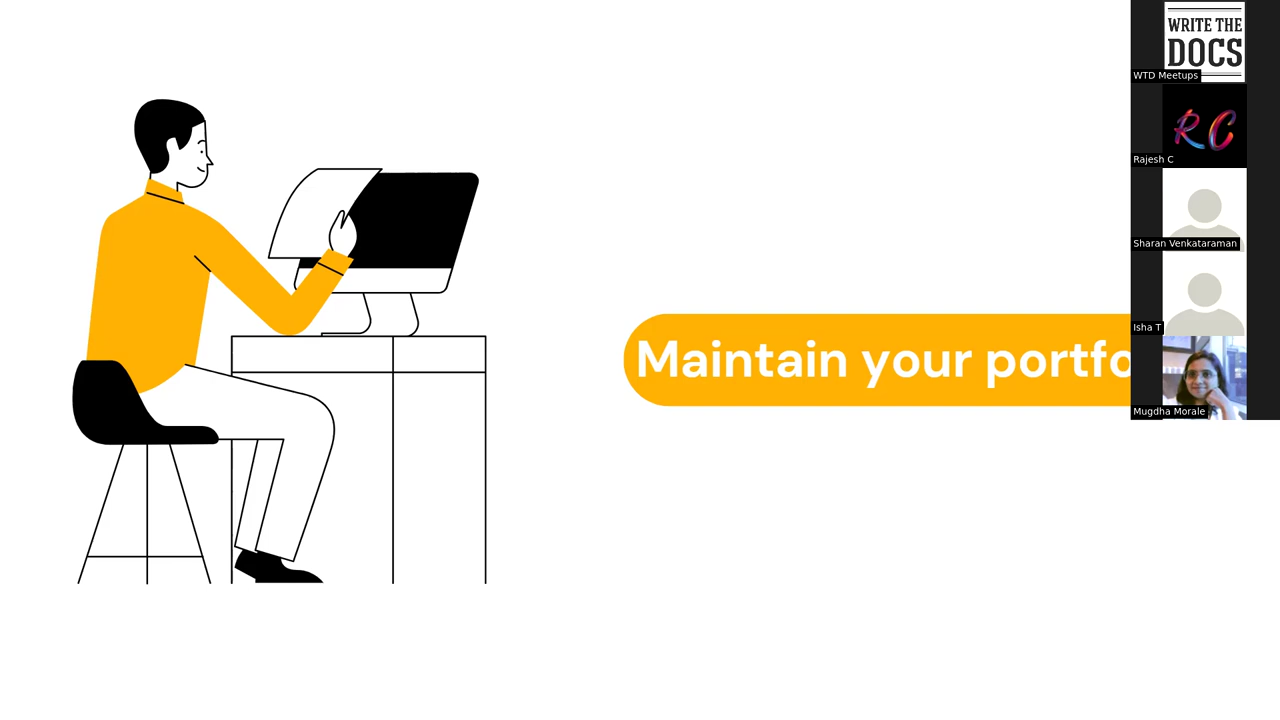 WRITE THE
DOCS
WTD Meetups
RC
Rajesh C
Sharan Venkataraman
Isha T
Maintain your portfo
Mugdha Morale